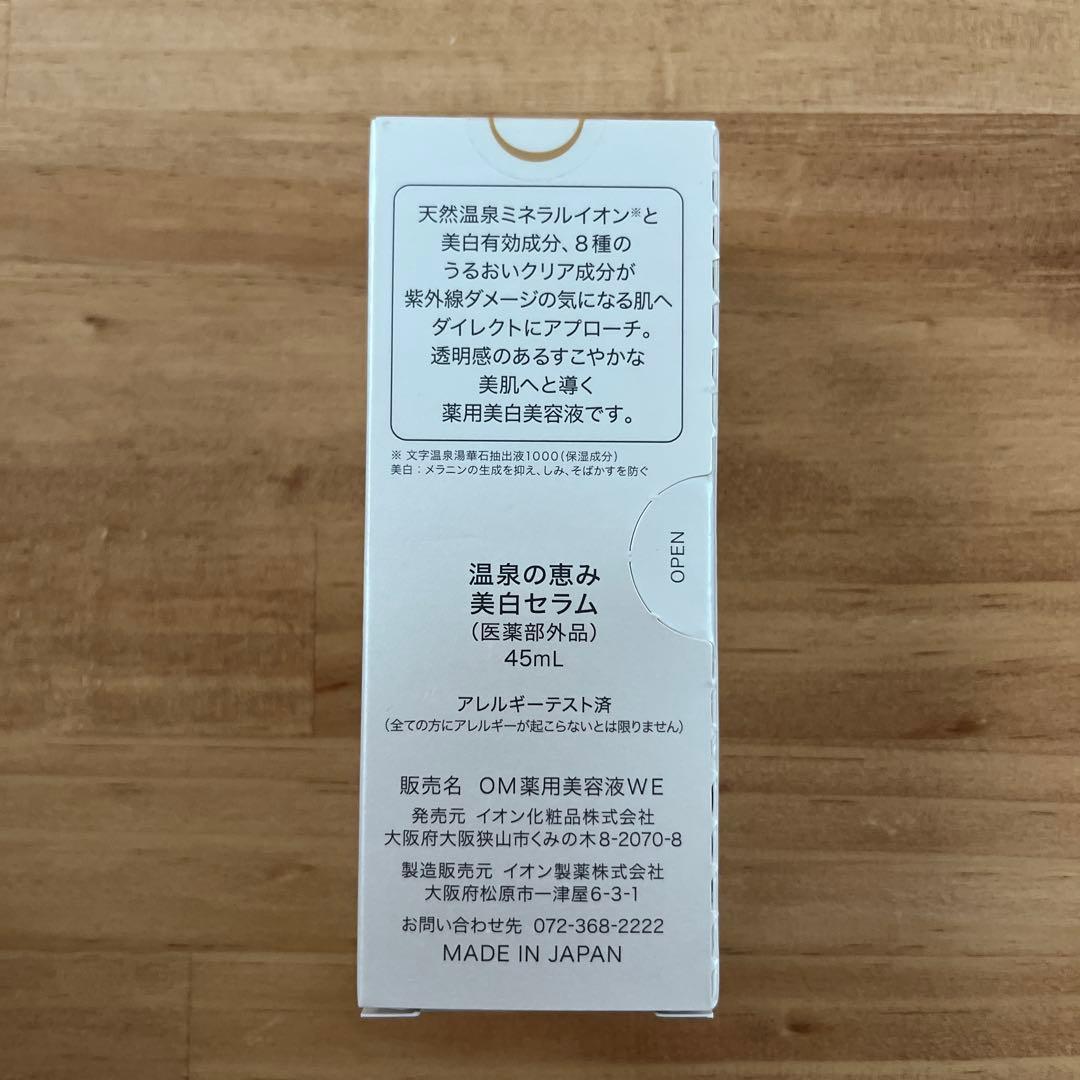 天然温泉ミネラルイオン※と
美白有効成分、8種の
うるおいクリア成分が
紫外線ダメージの気になる肌へ
ダイレクトにアプローチ。
透明感のあるすこやかな
美肌へと導く
薬用美白美容液です。
※ 文字温泉湯華石抽出液1000(保湿成分)
美白：メラニンの生成を抑え、しみ、そばかすを防ぐ
OPEN
温泉の恵み
美白セラム
(医薬部外品)
45mL
アレルギーテスト済
(全ての方にアレルギーが起こらないとは限りません)
販売名 OM薬用美容液WE
発売元 イオン化粧品株式会社
大阪府大阪狭山市くみの木8-2070-8
製造販売元 イオン製薬株式会社
大阪府松原市一津屋6-3-1
お問い合わせ先 072-368-2222
MADE IN JAPAN